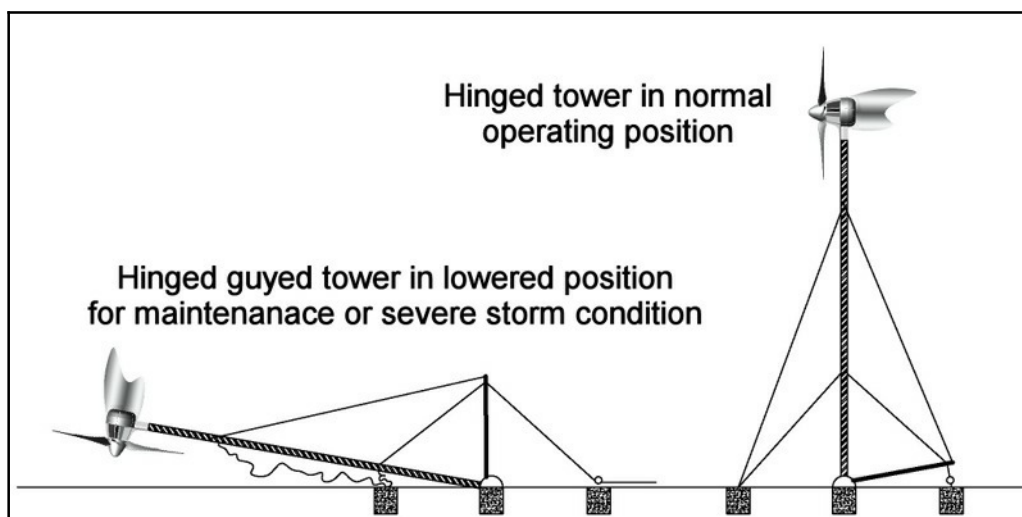 Hinged tower in normal
operating position
Hinged guyed tower in lowered position
for maintenanace or severe storm condition